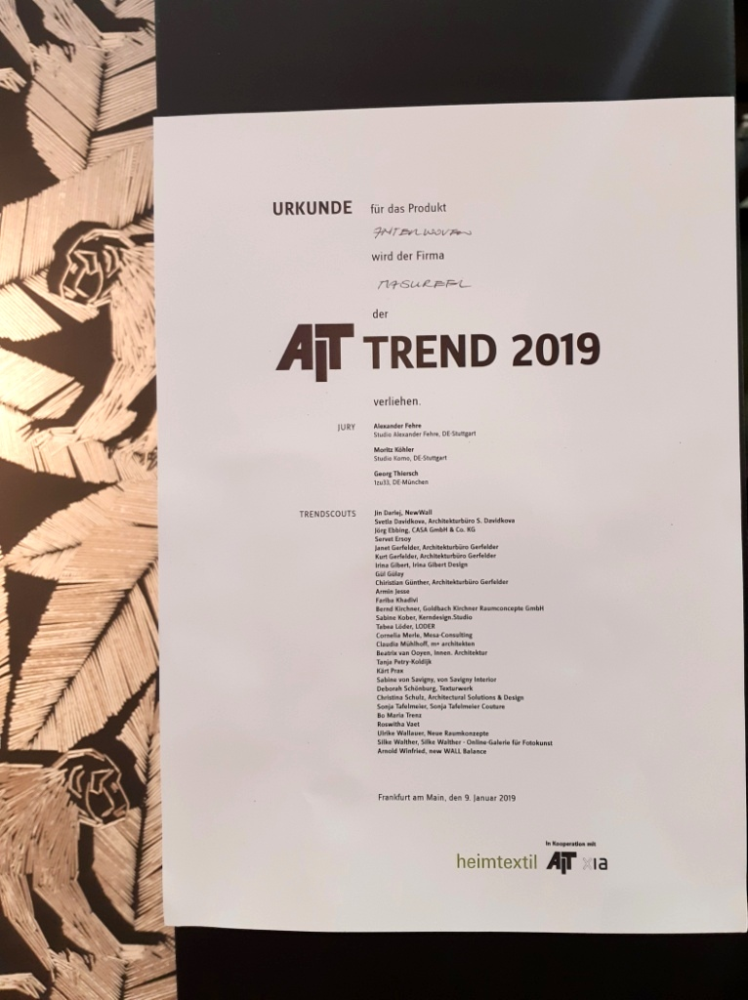 URKUNDE für das Produkt
INTERWOVEN
wird der Firma
MASUREEL
der
AIT TREND 2019
verliehen.
JURY
Alexander Fehre
Studio Alexander Fehre, DE-Stuttgart
Moritz Köhler
Studio Komo, DE-Stuttgart
Georg Thiersch
1zu33, DE-München
TRENDSCOUTS
Jin Dariej, NewWall
Svetla Davidkova, Architekturbüro S. Davidkova
Jörg Ebbing, CASA GmbH & Co. KG
Servet Ersoy
Janet Gerfelder, Architekturbüro Gerfelder
Kurt Gerfelder, Architekturbüro Gerfelder
Irina Gibert, Irina Gibert Design
Gül Gülay
Chiristian Günther, Architekturbüro Gerfelder
Armin Jesse
Fariba Khadivi
Bernd Kirchner, Goldbach Kirchner Raumconcepte GmbH
Sabine Kober, Kerndesign.Studio
Tabea Löder, LODER
Cornelia Merle, Mesa-Consulting
Claudia Mühlhoff, m+ architekten
Beatrix van Ooyen, Innen. Architektur
Tanja Petry-Koldijk
Kärt Prax
Sabine von Savigny, von Savigny Interior
Deborah Schönburg, Texturwerk
Christina Schulz, Architectural Solutions & Design
Sonja Tafelmeier, Sonja Tafelmeier Couture
Bo Maria Trenz
Roswitha Vaet
Ulrike Wallauer, Neue Raumkonzepte
Silke Walther, Silke Walther - Online-Galerie für Fotokunst
Arnold Winfried, new WALL Balance
Frankfurt am Main, den 9. Januar 2019
In Kooperation mit
heimtextil AIT xia